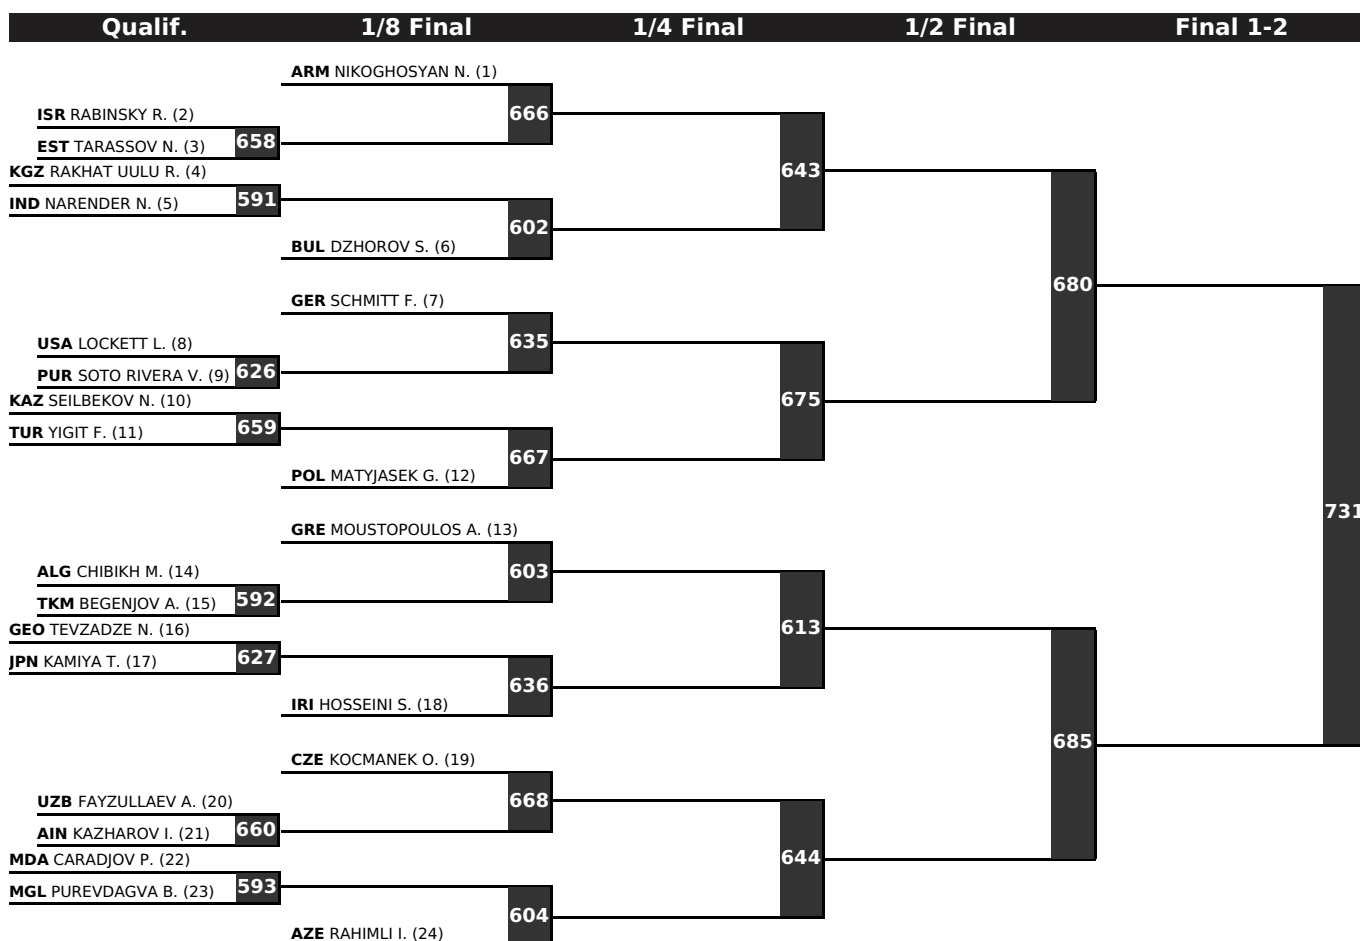 Qualif. 1/8 Final 1/4 Final 1/2 Final Final 1-2
ARM NIKOGHOSYAN N. (1)
666
ISR RABINSKY R. (2)
658
EST TARASSOV N. (3)
643
KGZ RAKHAT UULU R. (4)
591
IND NARENDER N. (5)
602
BUL DZHOROV S. (6)
680
GER SCHMITT F. (7)
635
USA LOCKETT L. (8)
626
PUR SOTO RIVERA V. (9)
675
KAZ SEILBEKOV N. (10)
659
TUR YIGIT F. (11)
667
POL MATYJASEK G. (12)
731
GRE MOUSTOPOULOS A. (13)
603
ALG CHIBIKH M. (14)
592
TKM BEGENJOV A. (15)
613
GEO TEVZADZE N. (16)
627
JPN KAMIYA T. (17)
636
IRI HOSSEINI S. (18)
685
CZE KOCMANEK O. (19)
668
UZB FAYZULLAEV A. (20)
660
AIN KAZHAROV I. (21)
644
MDA CARADJOV P. (22)
593
MGL PUREVDAGVA B. (23)
604
AZE RAHIMLI I. (24)